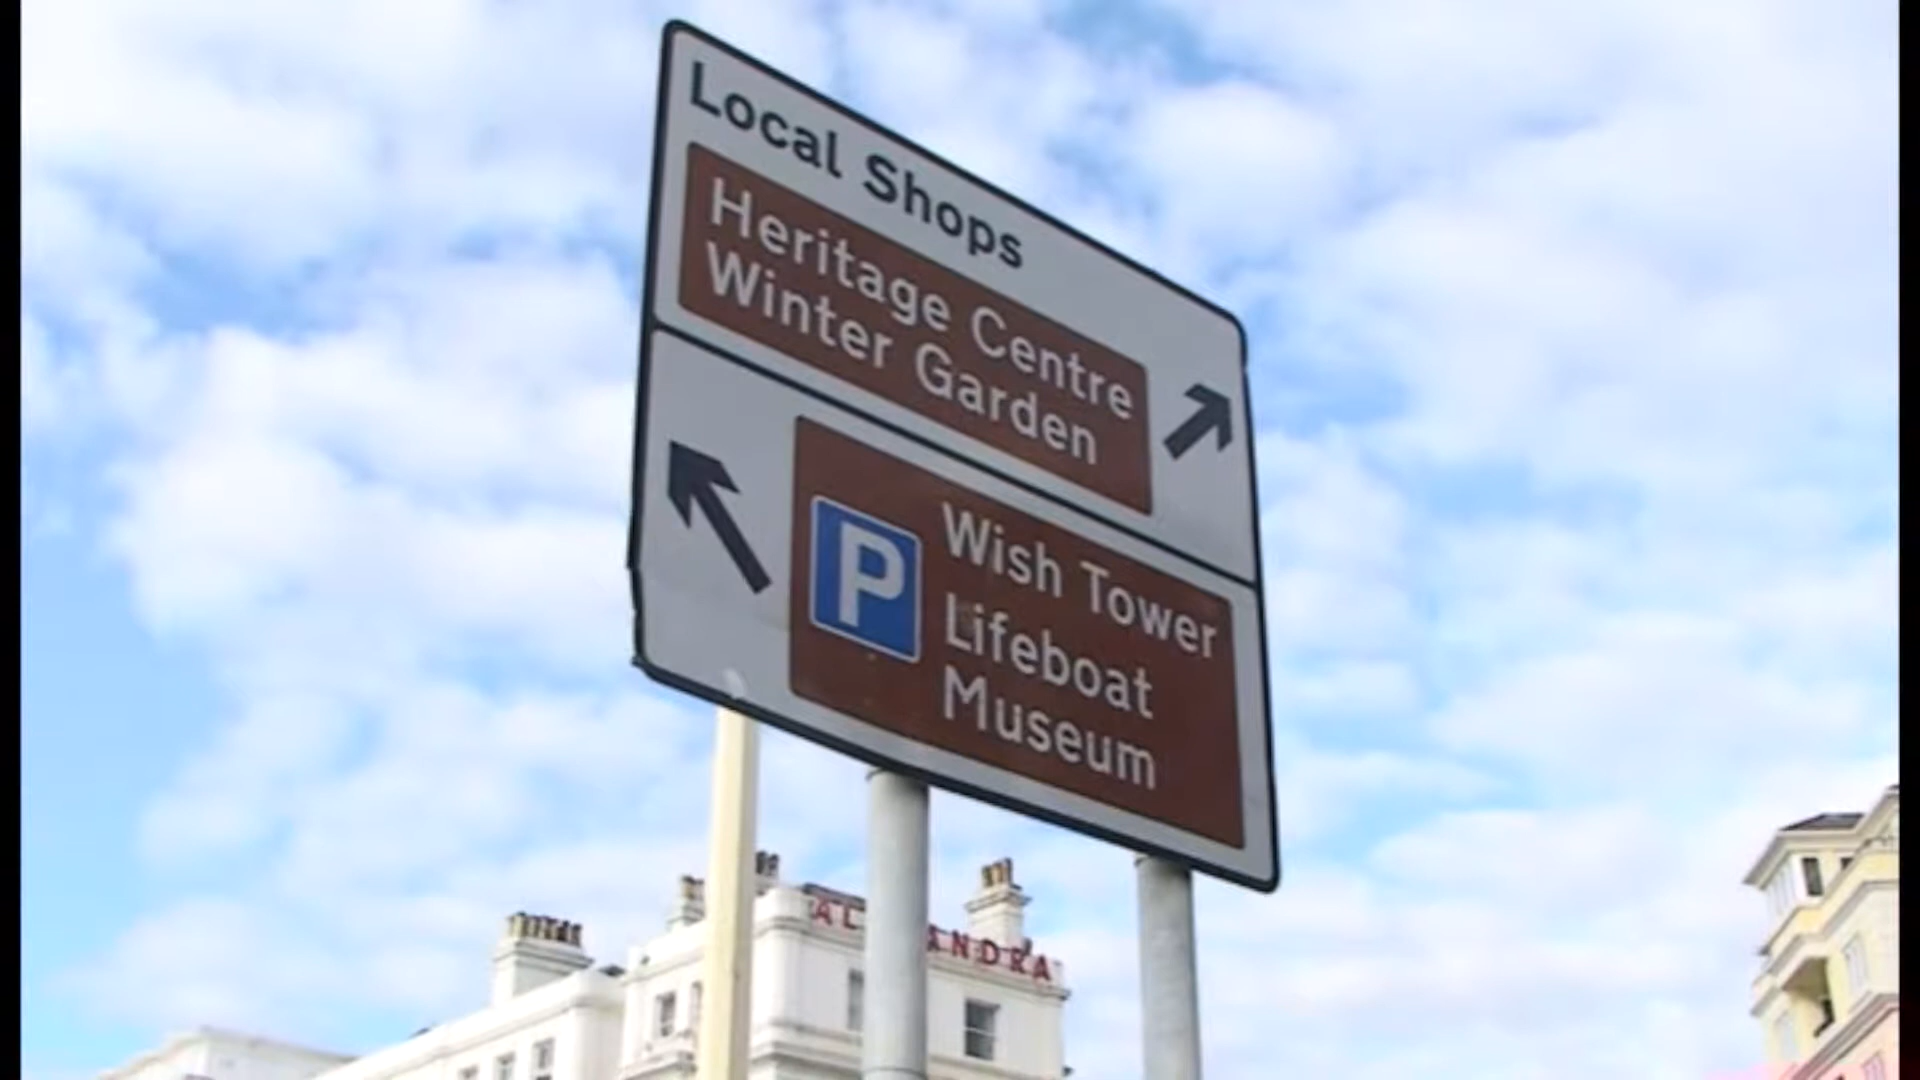 Local Shops
Heritage Centre
Winter Garden
P
Wish Tower
Lifeboat
Museum